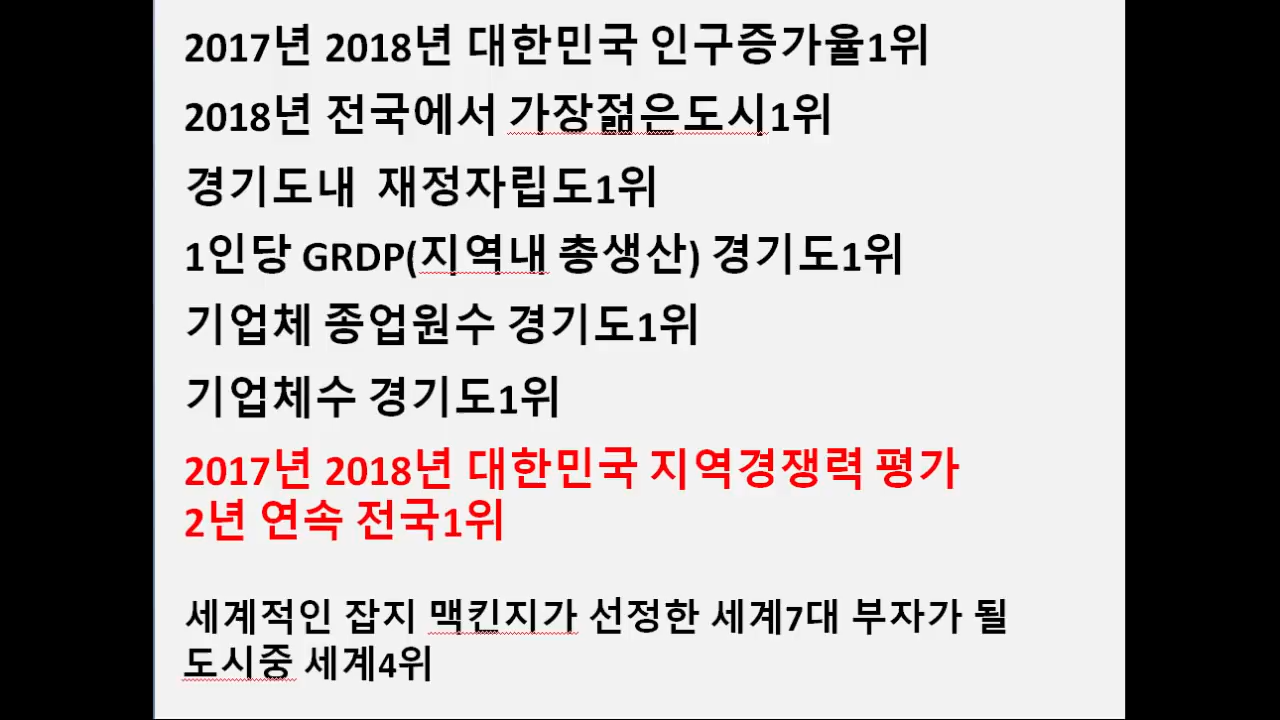 2017년 2018년 대한민국 인구증가율1위
2018년 전국에서 가장젊은도시1위
경기도내 재정자립도1위
1인당 GRDP(지역내 총생산) 경기도1위
기업체 종업원수 경기도1위
기업체수 경기도1위
2017년 2018년 대한민국 지역경쟁력 평가
2년 연속 전국1위
세계적인 잡지 맥킨지가 선정한 세계7대 부자가 될
도시중 세계4위